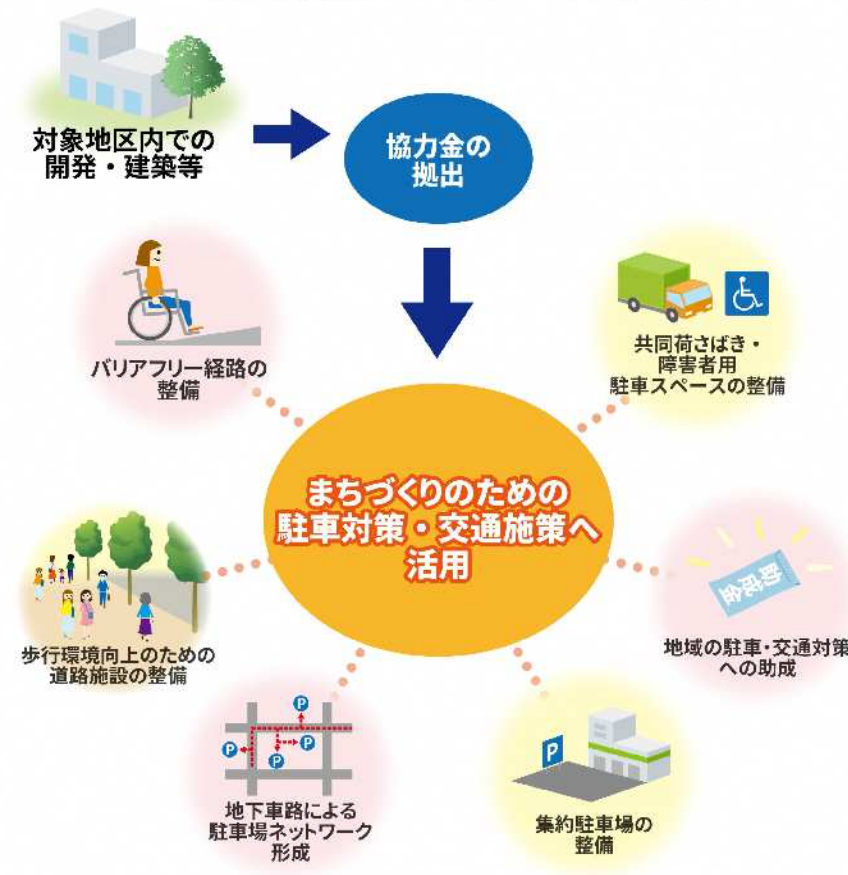 対象地区内での
開発・建築等
協力金の
拠出
バリアフリー経路の
整備
共同荷さばき・
障害者用
駐車スペースの整備
まちづくりのための
駐車対策・交通施策へ
活用
歩行環境向上のための
道路施設の整備
助成金
地域の駐車・交通対策
への助成
P
P
P
P
地下車路による
駐車場ネットワーク
形成
P
集約駐車場の
整備